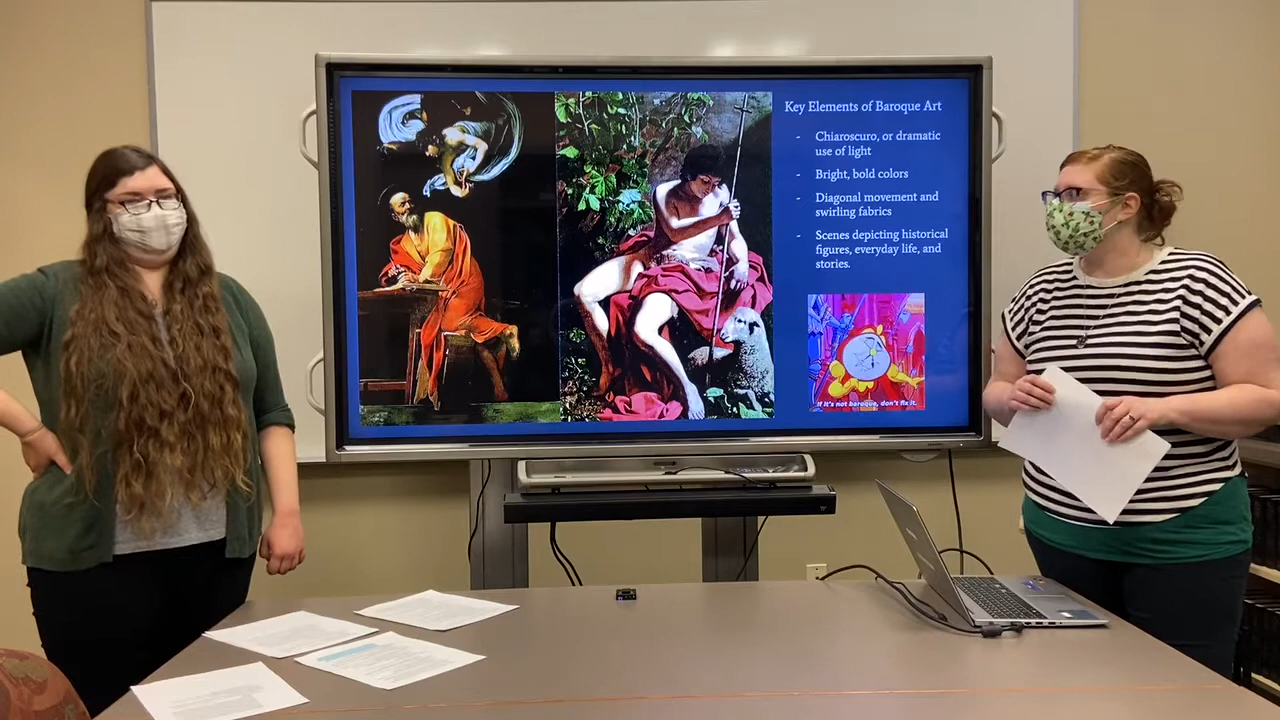 Key Elements of Baroque Art
- Chiaroscuro, or dramatic
use of light
- Bright, bold colors
- Diagonal movement and
swirling fabrics
- Scenes depicting historical
figures, everyday life, and
stories.
If it's not baroque, don't fix it.